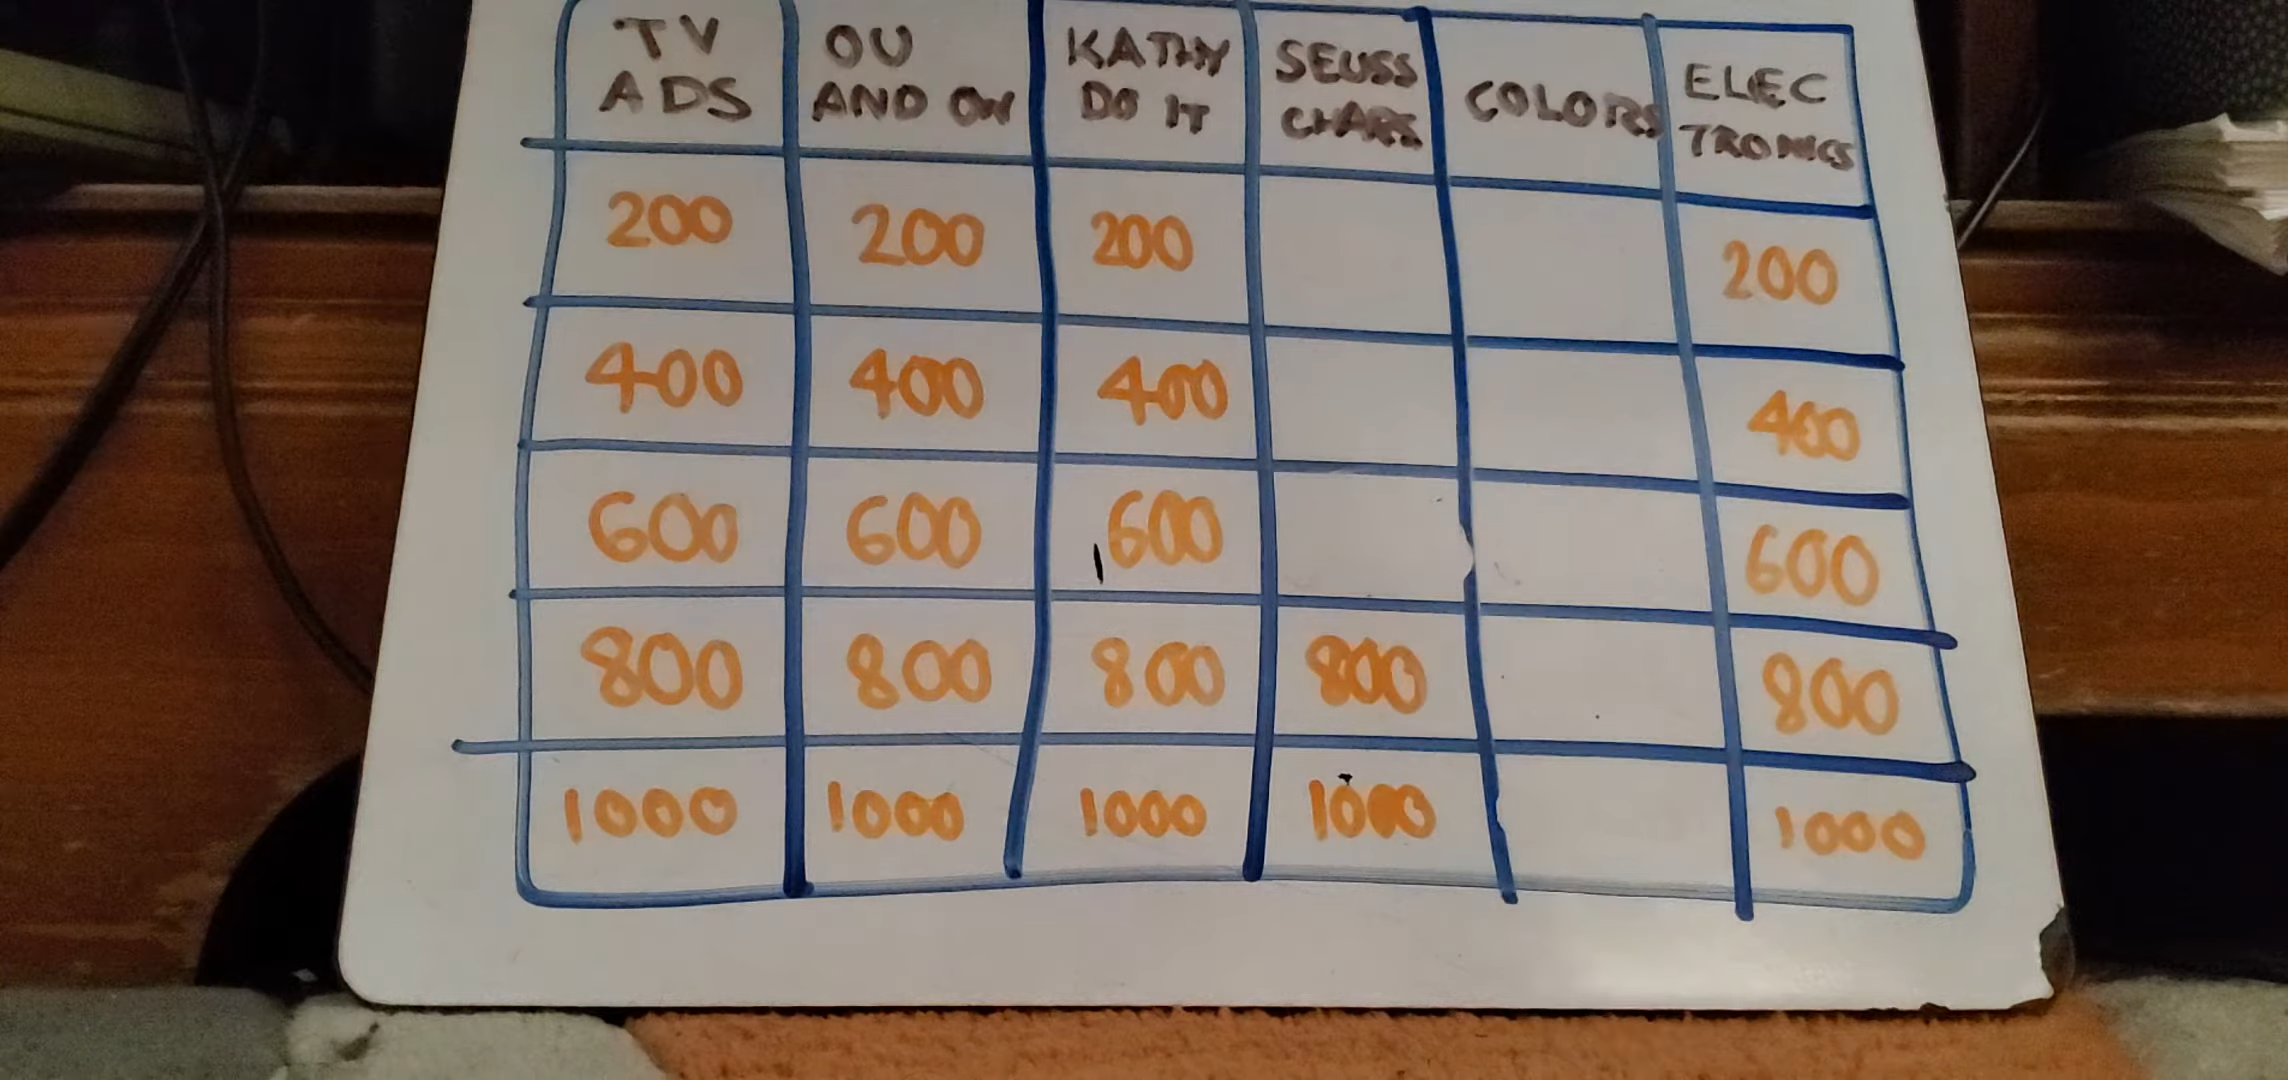 TV ADS
OU AND ON
KATHY DO IT
SEUSS CHARS
COLORS
ELEC TRONICS
200 200 200 200
400 400 400 400
600 600 600 600
800 800 800 800 800
1000 1000 1000 1000 1000